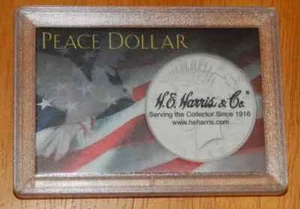 PEACE DOLLAR
H.E. Harris & Co.
Serving the Collector Since 1916
www.heharris.com